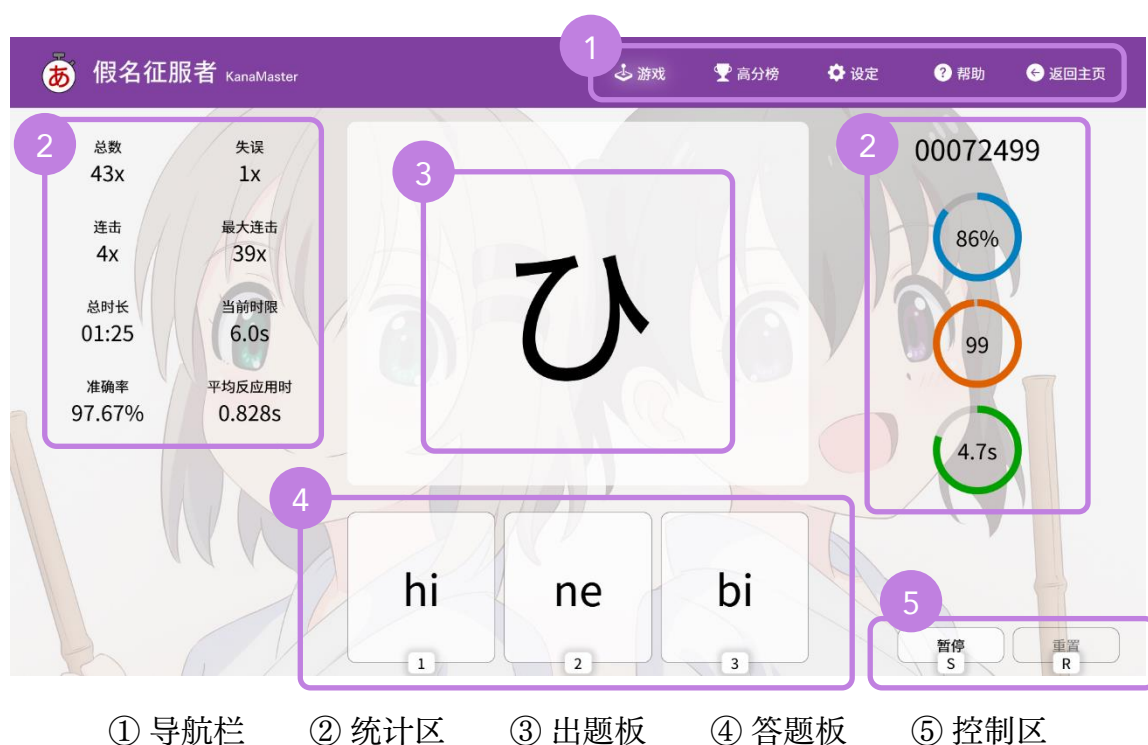 1
あ 假名征服者 KanaMaster
游戏 高分榜 设定 ? 帮助 返回主页
2
总数 失误
43x 1x
连击 最大连击
4x 39x
总时长 当前时限
01:25 6.0s
准确率 平均反应用时
97.67% 0.828s
3
ひ
2
00072499
86%
99
4.7s
4
hi ne bi
1 2 3
5
暂停 重置
S R
① 导航栏 ② 统计区 ③ 出题板 ④ 答题板 ⑤ 控制区